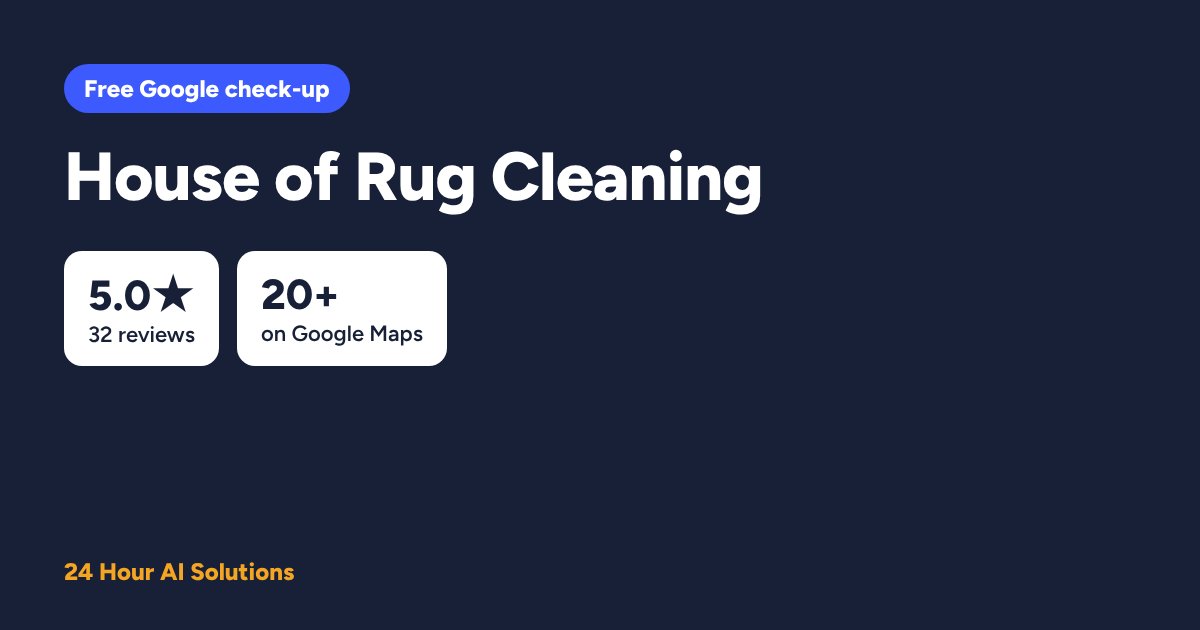 Free Google check-up
House of Rug Cleaning
5.0★
32 reviews
20+
on Google Maps
24 Hour AI Solutions